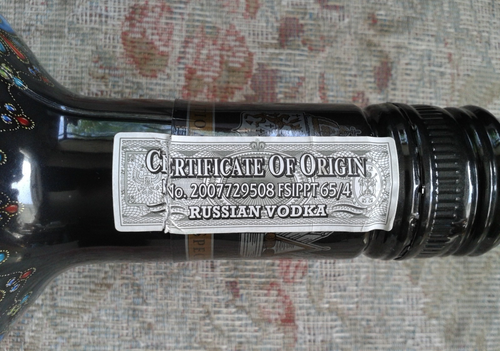 CERTIFICATE OF ORIGIN
No. 2007729508 FSIPPT 65/4
RUSSIAN VODKA